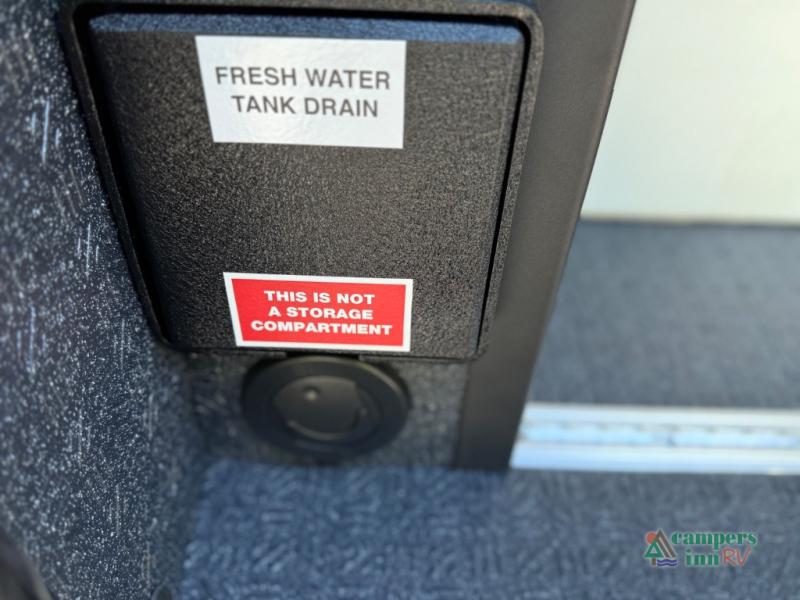 FRESH WATER
TANK DRAIN
THIS IS NOT
A STORAGE
COMPARTMENT
campers
inn RV